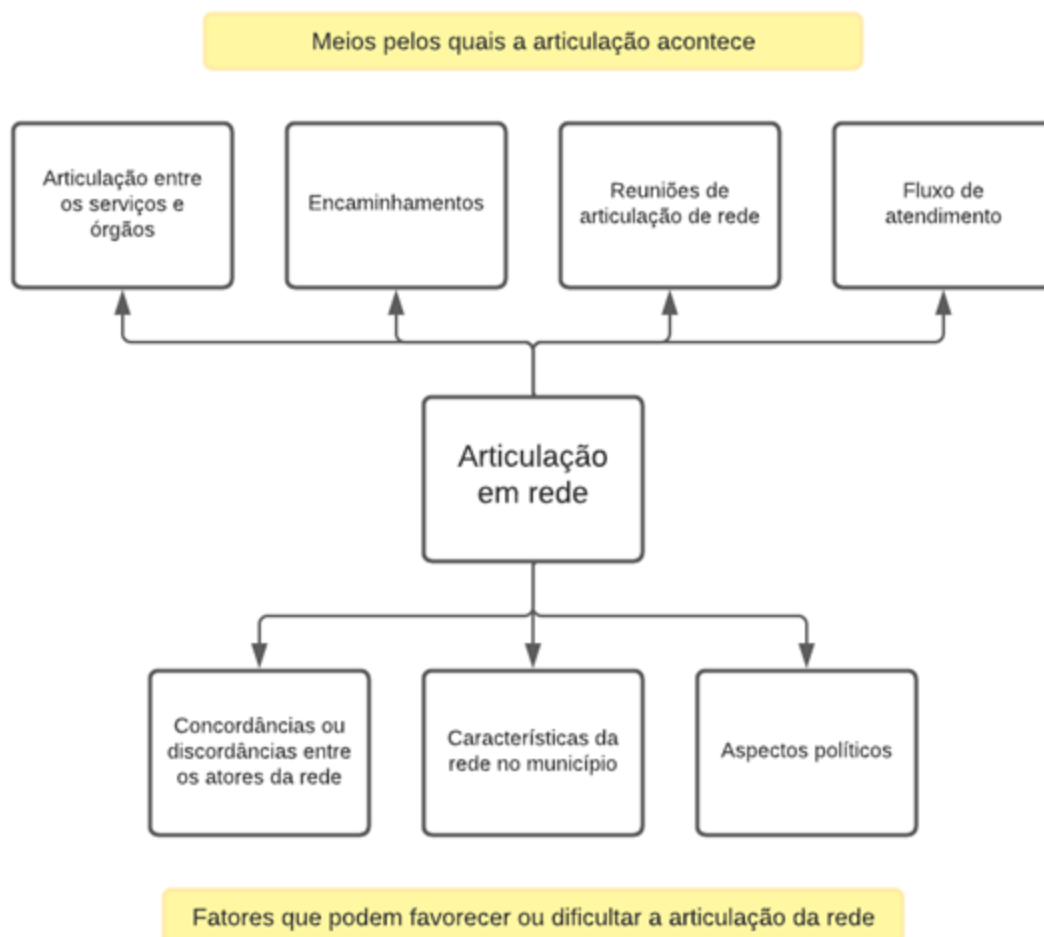 Meios pelos quais a articulação acontece
Articulação entre
os serviços e
órgãos
Encaminhamentos
Reuniões de
articulação de rede
Fluxo de
atendimento
Articulação
em rede
Concordâncias ou
discordâncias entre
os atores da rede
Características da
rede no município
Aspectos políticos
Fatores que podem favorecer ou dificultar a articulação da rede